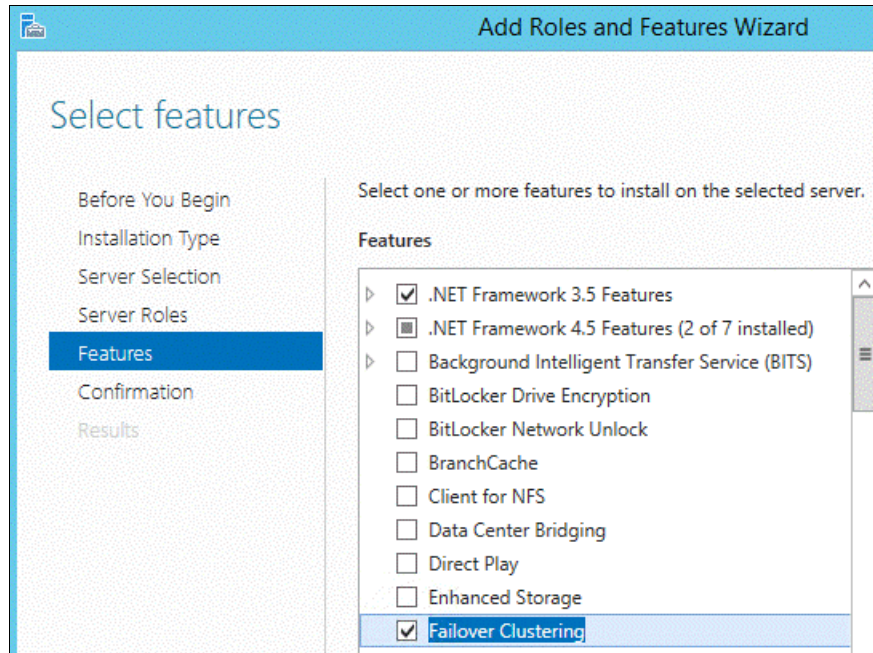 Add Roles and Features Wizard
Select features
Before You Begin
Installation Type
Server Selection
Server Roles
Features
Confirmation
Results
Select one or more features to install on the selected server.
Features
.NET Framework 3.5 Features
.NET Framework 4.5 Features (2 of 7 installed)
Background Intelligent Transfer Service (BITS)
BitLocker Drive Encryption
BitLocker Network Unlock
BranchCache
Client for NFS
Data Center Bridging
Direct Play
Enhanced Storage
Failover Clustering